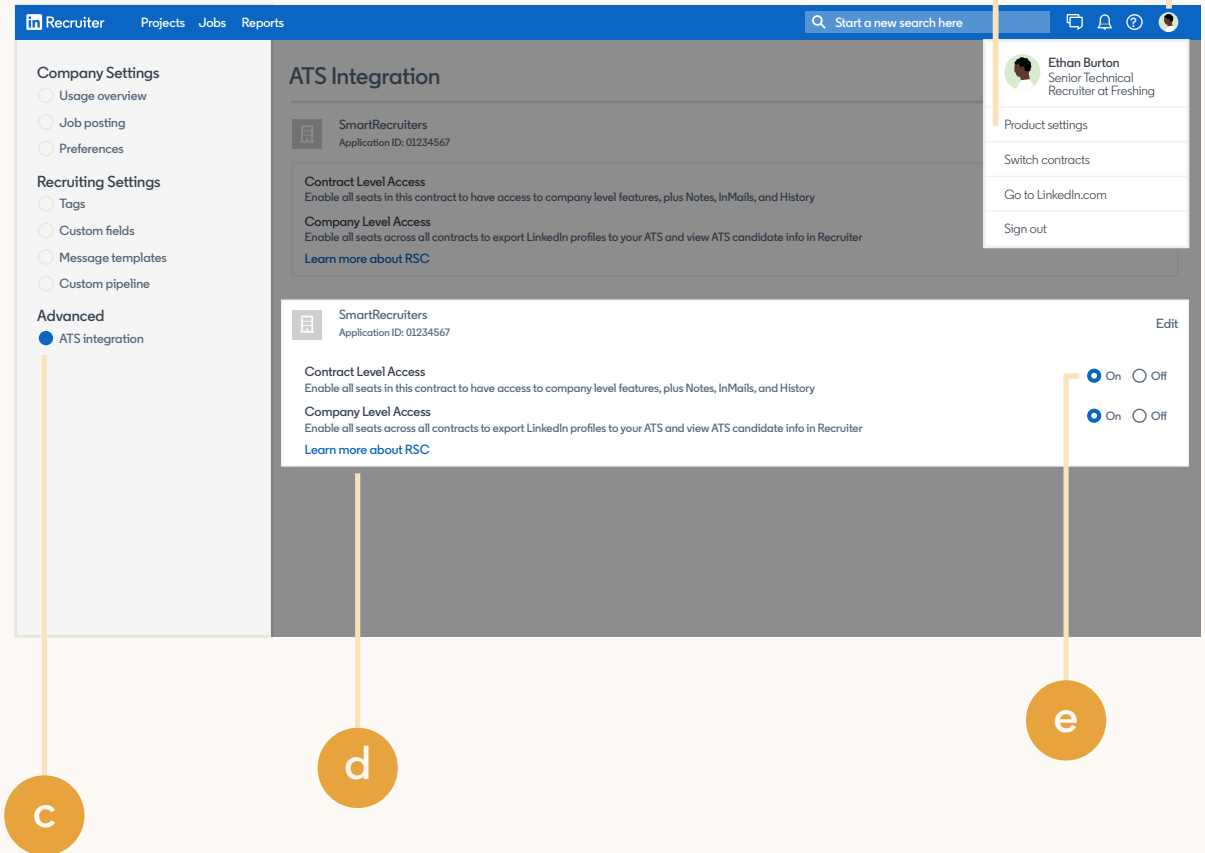 in Recruiter Projects Jobs Reports Start a new search here
Company Settings
Usage overview
Job posting
Preferences
Recruiting Settings
Tags
Custom fields
Message templates
Custom pipeline
Advanced
ATS integration
ATS Integration
SmartRecruiters
Application ID: 01234567
Contract Level Access
Enable all seats in this contract to have access to company level features, plus Notes, InMails, and History
Company Level Access
Enable all seats across all contracts to export LinkedIn profiles to your ATS and view ATS candidate info in Recruiter
Learn more about RSC
Ethan Burton
Senior Technical
Recruiter at Freshing
Product settings
Switch contracts
Go to LinkedIn.com
Sign out
SmartRecruiters
Application ID: 01234567
Edit
Contract Level Access
Enable all seats in this contract to have access to company level features, plus Notes, InMails, and History
On Off
Company Level Access
Enable all seats across all contracts to export LinkedIn profiles to your ATS and view ATS candidate info in Recruiter
On Off
Learn more about RSC
c
d
e